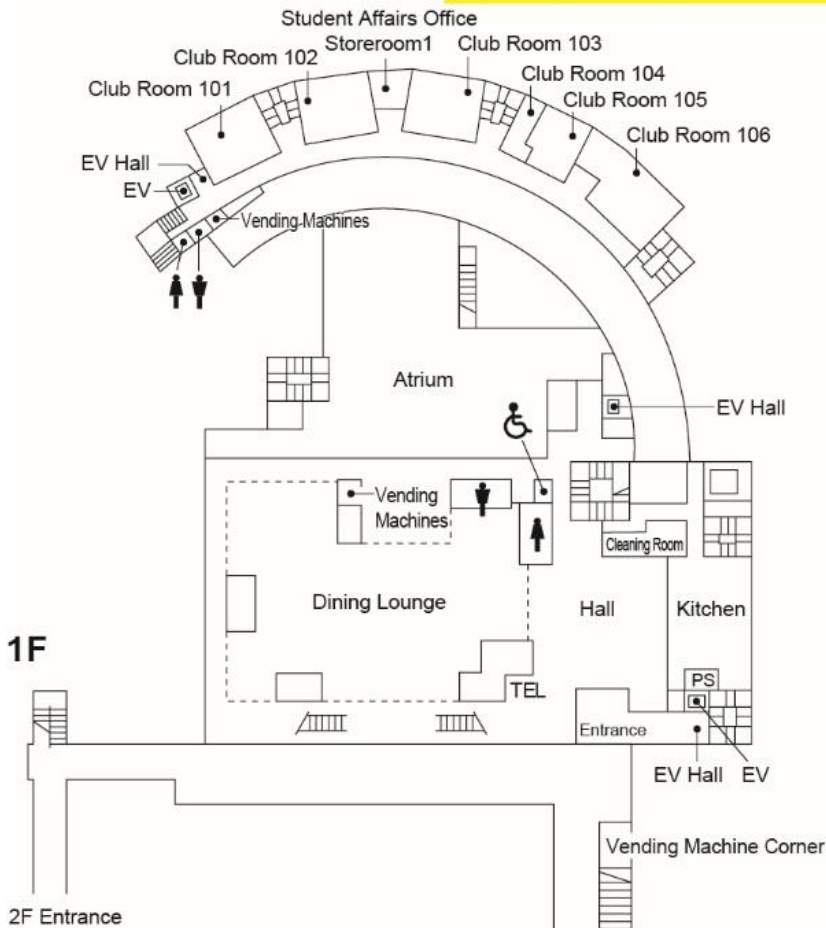 Student Affairs Office
Storeroom1
Club Room 103
Club Room 102
Club Room 104
Club Room 101
Club Room 105
Club Room 106
EV Hall
EV
Vending Machines
Atrium
EV Hall
Vending
Machines
Cleaning Room
Dining Lounge
Hall
Kitchen
1F
PS
TEL
Entrance
EV Hall
EV
Vending Machine Corner
2F Entrance